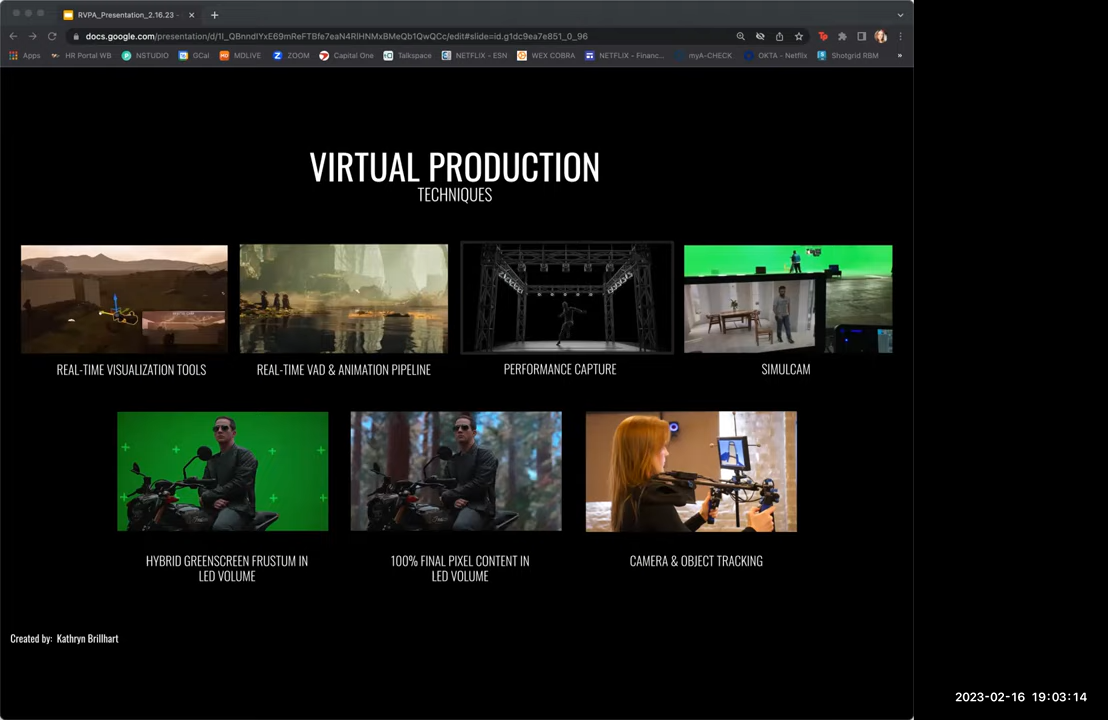 RVPA_Presentation_2.16.23 -
docs.google.com/presentation/d/1I_QBnndIYxE69mReFTBfe7eaN4RIHNMxBMeQb1QwQCc/edit#slide=id.g1dc9ea7e851_0_96
Apps WB HR Portal WB NSTUDIO GCal MD MDLIVE ZOOM Capital One Talkspace NETFLIX - ESN WEX COBRA NETFLIX - Financ... myA-CHECK OKTA - Netflix Shotgrid RBM »
VIRTUAL PRODUCTION
TECHNIQUES
REAL-TIME VISUALIZATION TOOLS
REAL-TIME VAD & ANIMATION PIPELINE
PERFORMANCE CAPTURE
SIMULCAM
HYBRID GREENSCREEN FRUSTUM IN
LED VOLUME
100% FINAL PIXEL CONTENT IN
LED VOLUME
CAMERA & OBJECT TRACKING
Created by: Kathryn Brillhart
2023-02-16 19:03:14